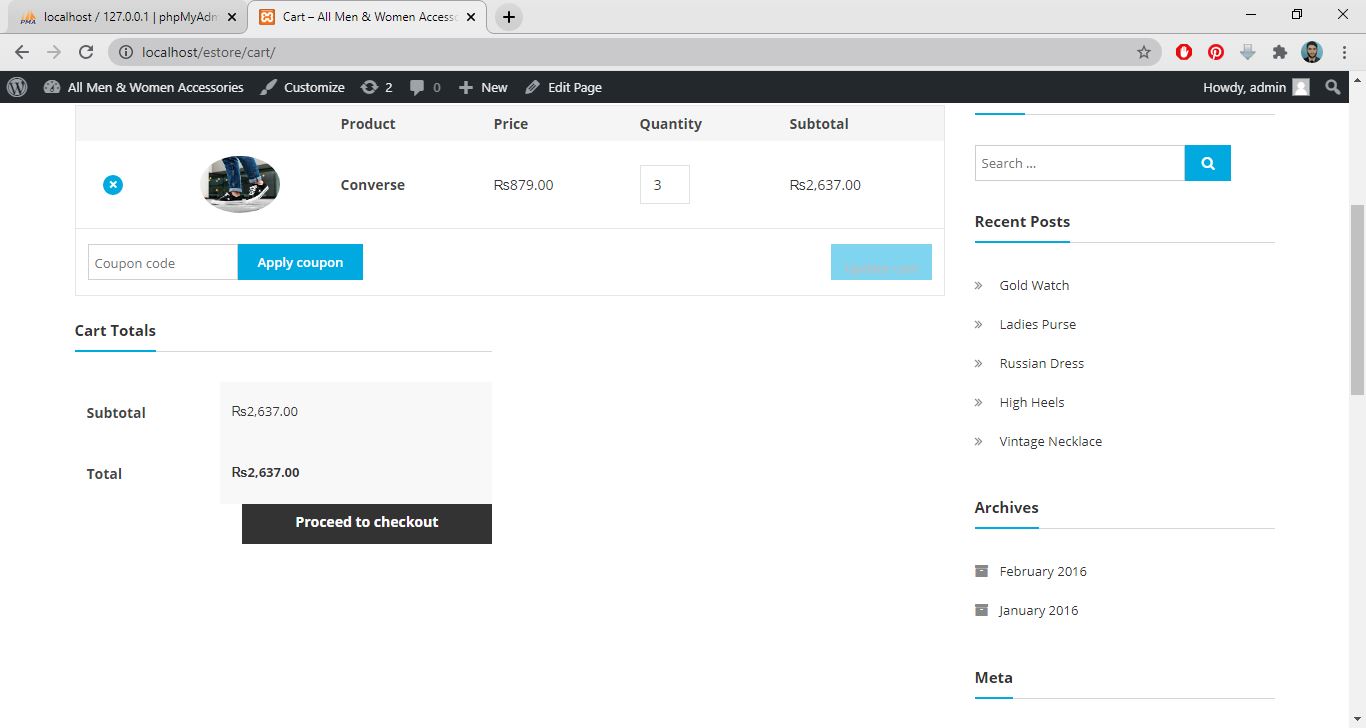 localhost / 127.0.0.1 | phpMyAdm
Cart – All Men & Women Accesso
localhost/estore/cart/
All Men & Women Accessories
Customize
2
0
New
Edit Page
Howdy, admin
Product Price Quantity Subtotal
Converse ₨879.00 3 ₨2,637.00
Coupon code
Apply coupon
Update cart
Cart Totals
Subtotal ₨2,637.00
Total ₨2,637.00
Proceed to checkout
Search ...
Recent Posts
Gold Watch
Ladies Purse
Russian Dress
High Heels
Vintage Necklace
Archives
February 2016
January 2016
Meta